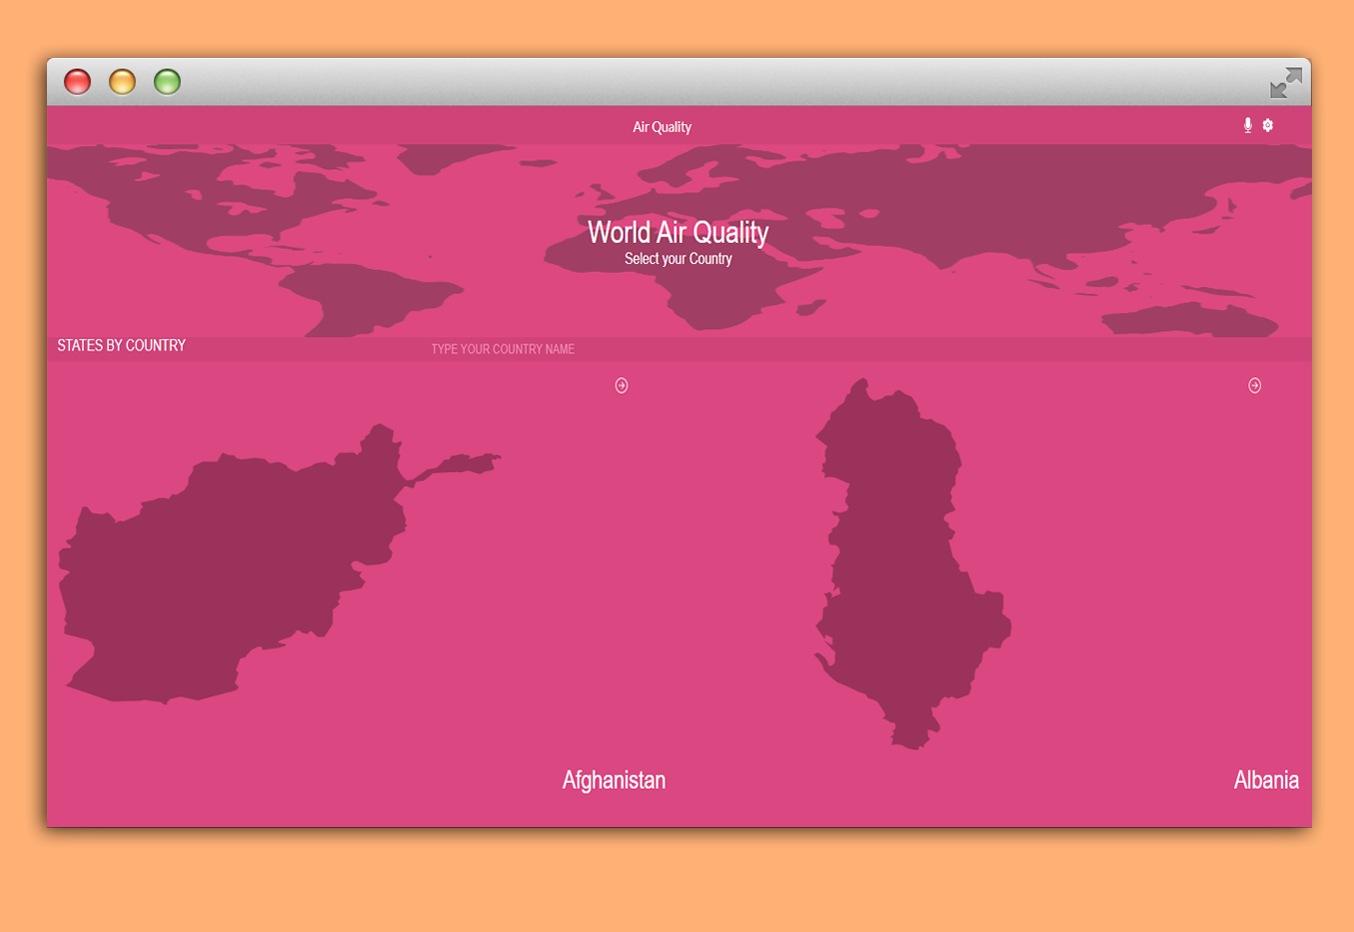 Air Quality
World Air Quality
Select your Country
STATES BY COUNTRY
TYPE YOUR COUNTRY NAME
Afghanistan
Albania